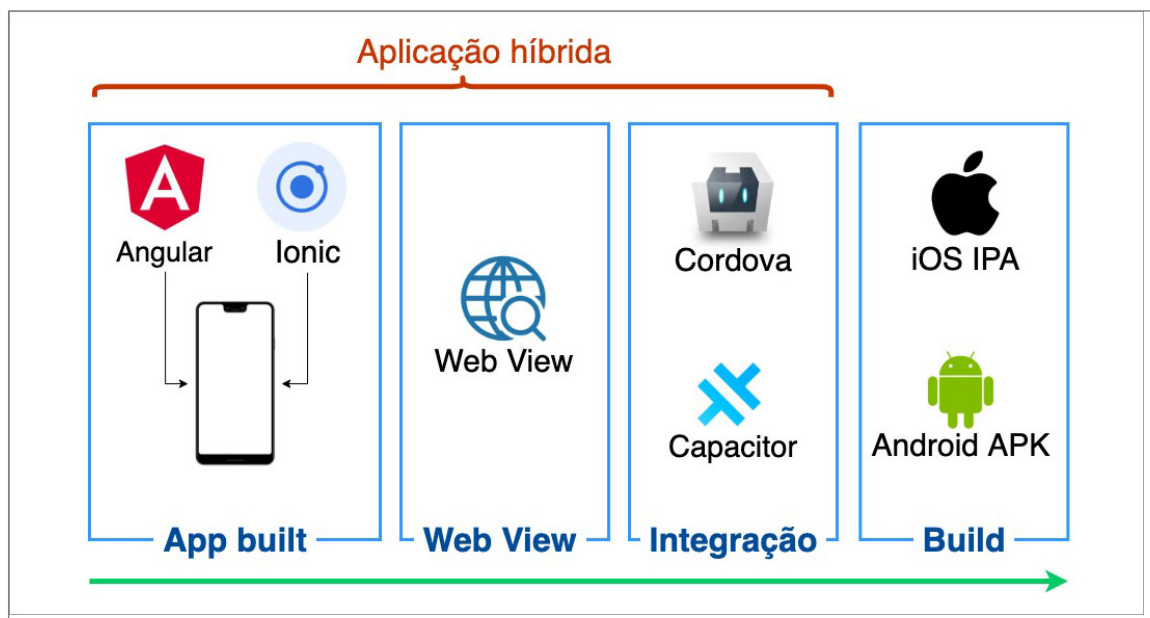 Aplicação híbrida
Angular
Ionic
App built
Web View
Web View
Cordova
Capacitor
Integração
iOS IPA
Android APK
Build